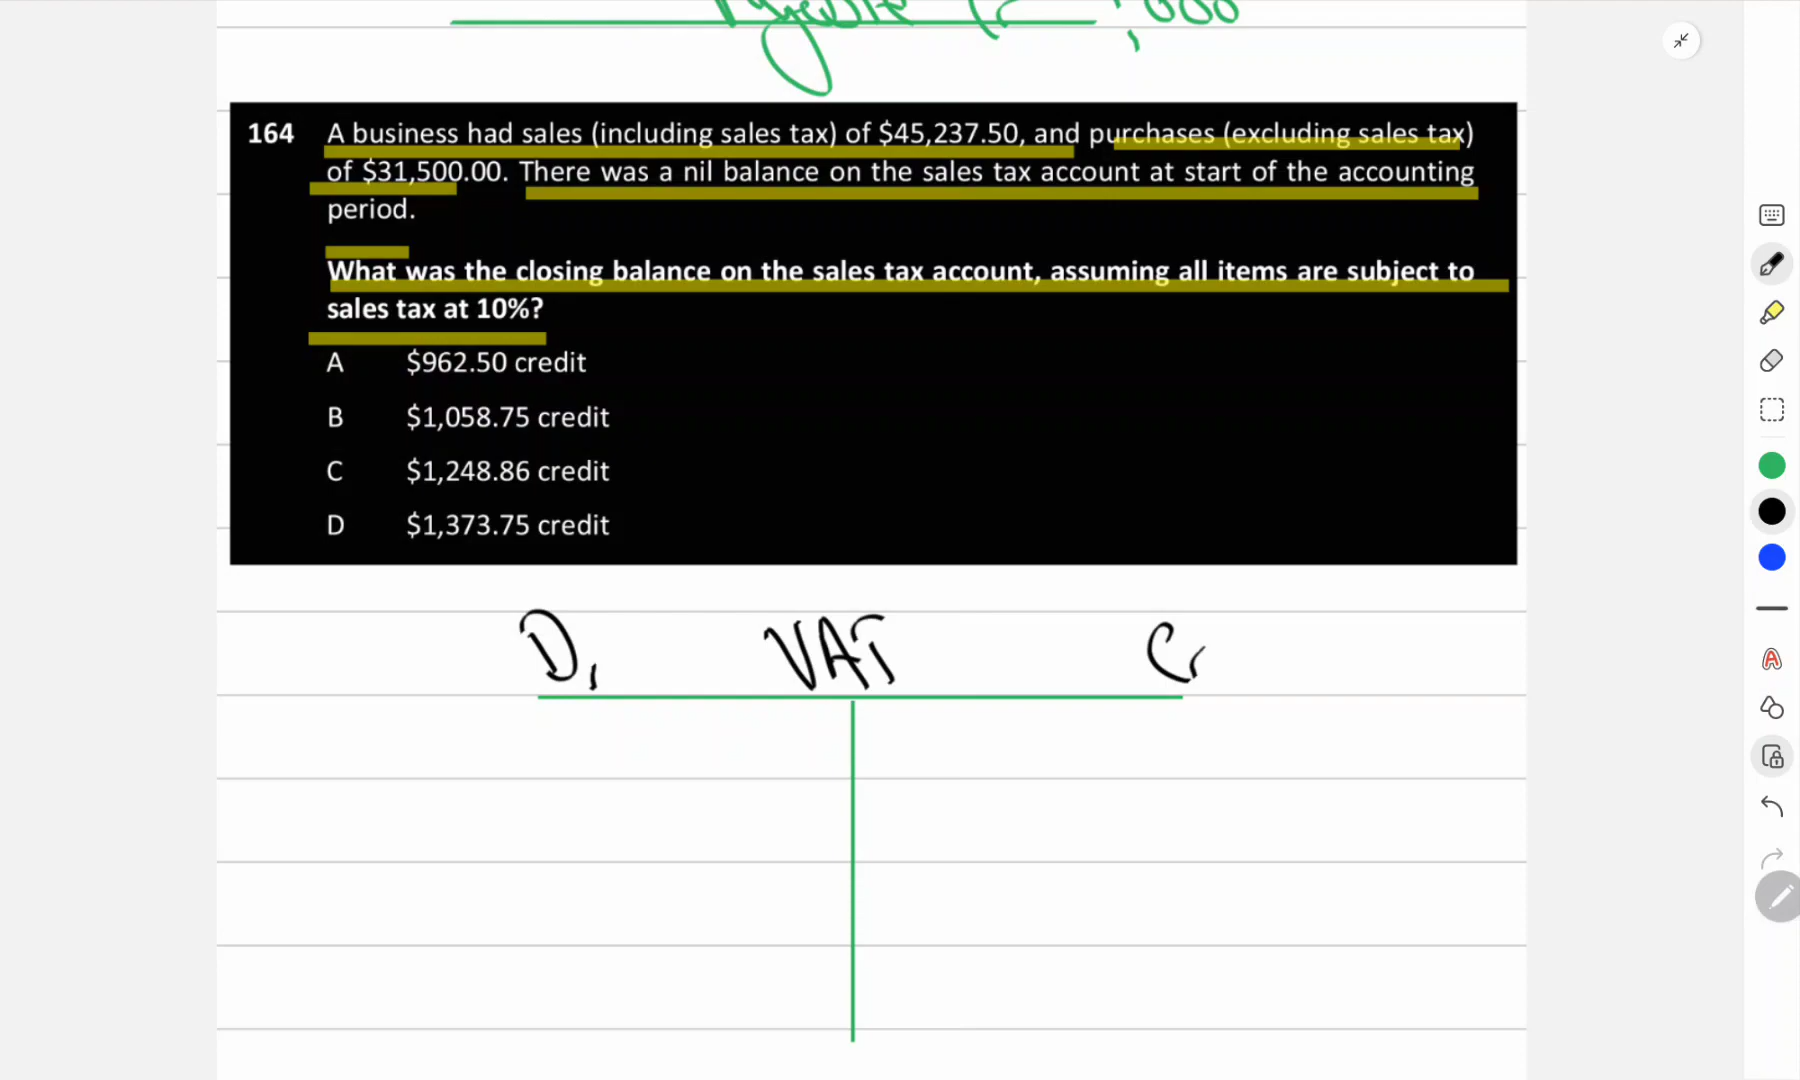 164 A business had sales (including sales tax) of $45,237.50, and purchases (excluding sales tax)
of $31,500.00. There was a nil balance on the sales tax account at start of the accounting
period.
What was the closing balance on the sales tax account, assuming all items are subject to
sales tax at 10%?
A $962.50 credit
B $1,058.75 credit
C $1,248.86 credit
D $1,373.75 credit
Dr VAT Cr